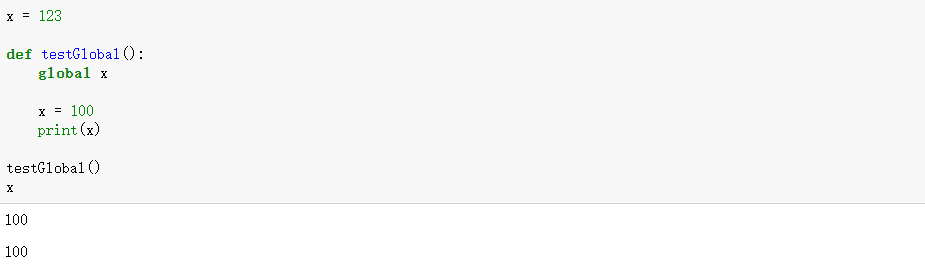 x = 123
def testGlobal():
    global x
    x = 100
    print(x)
testGlobal()
x
100
100